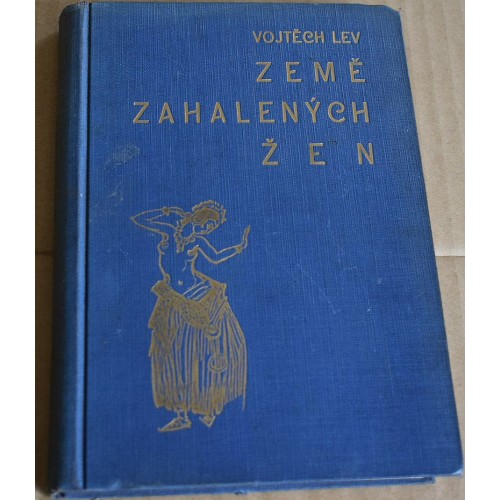 VOJTĚCH LEV
ZEMĚ
ZAHALENÝCH
ŽEN